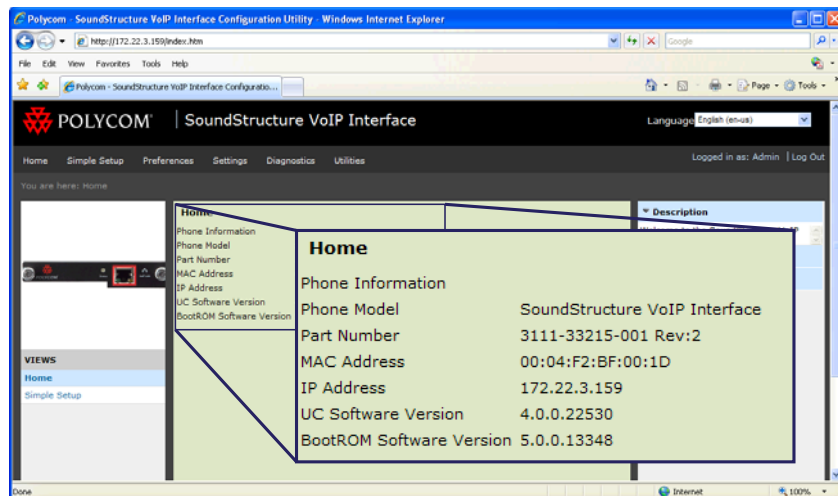 Polycom - SoundStructure VoIP Interface Configuration Utility - Windows Internet Explorer
http://172.22.3.159/index.htm
Google
File Edit View Favorites Tools Help
Polycom - SoundStructure VoIP Interface Configuratio...
Page Tools
POLYCOM SoundStructure VoIP Interface
Language English (en-us)
Home Simple Setup Preferences Settings Diagnostics Utilities
Logged in as: Admin | Log Out
You are here: Home
Home
Phone Information
Phone Model
Part Number
MAC Address
IP Address
UC Software Version
BootROM Software Version
Description
Home
Phone Information
Phone Model SoundStructure VoIP Interface
Part Number 3111-33215-001 Rev:2
MAC Address 00:04:F2:BF:00:1D
IP Address 172.22.3.159
UC Software Version 4.0.0.22530
BootROM Software Version 5.0.0.13348
VIEWS
Home
Simple Setup
Done
Internet
100%